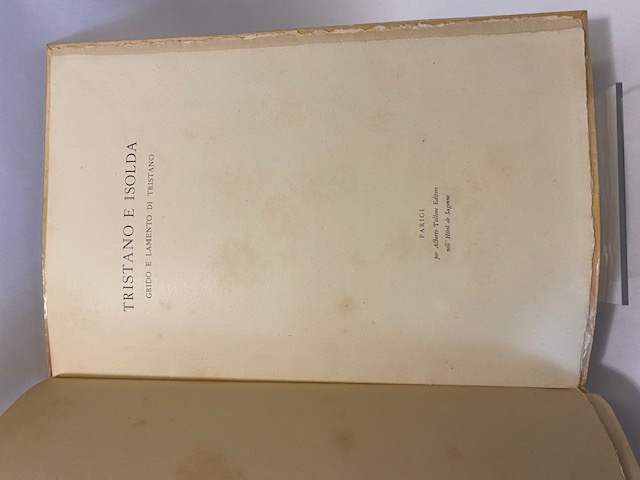 TRISTANO E ISOLDA
GRIDO E LAMENTO DI TRISTANO
PARIGI
per Alberto Tallone Editore
nell' Hôtel de Sagonne